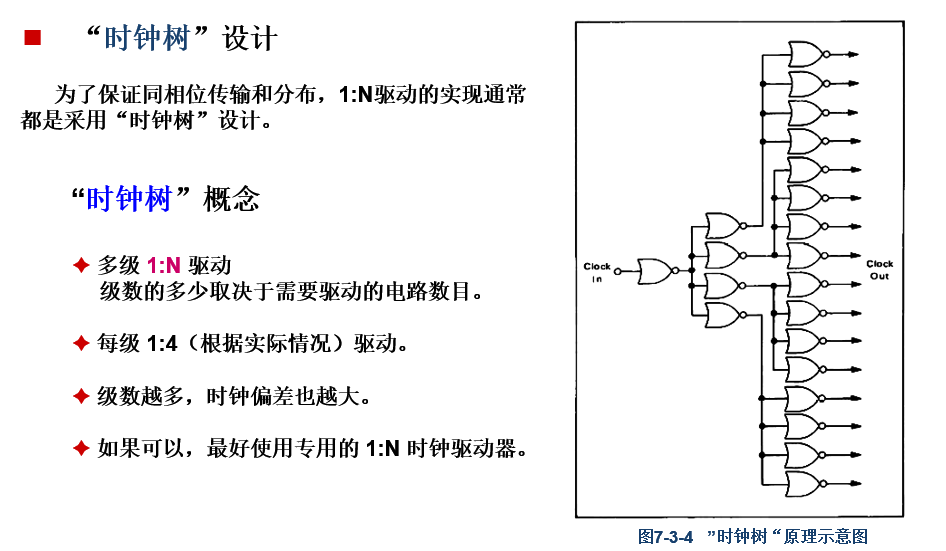 “时钟树”设计
为了保证同相位传输和分布，1:N驱动的实现通常
都是采用“时钟树”设计。
“时钟树”概念
多级 1:N 驱动
级数的多少取决于需要驱动的电路数目。
每级 1:4（根据实际情况）驱动。
级数越多，时钟偏差也越大。
如果可以，最好使用专用的 1:N 时钟驱动器。
Clock
In
Clock
Out
图7-3-4 ”时钟树“原理示意图